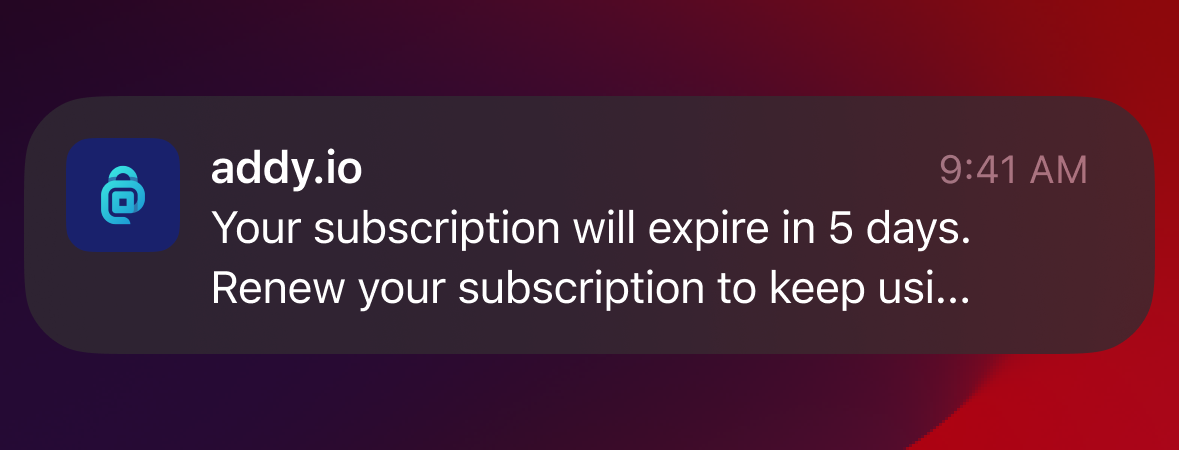 addy.io
9:41 AM
Your subscription will expire in 5 days.
Renew your subscription to keep usi...